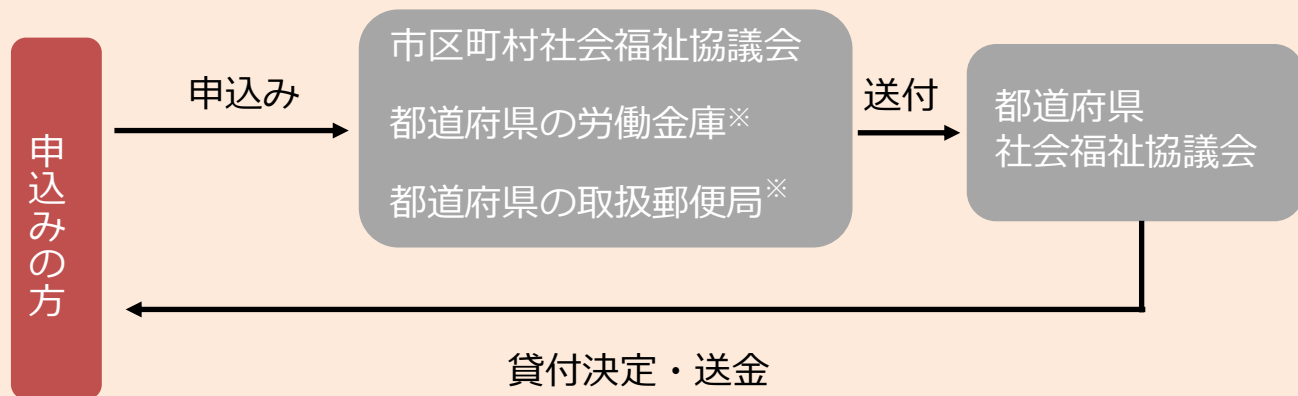 申込みの方
申込み
市区町村社会福祉協議会
都道府県の労働金庫※
都道府県の取扱郵便局※
送付
都道府県
社会福祉協議会
貸付決定・送金